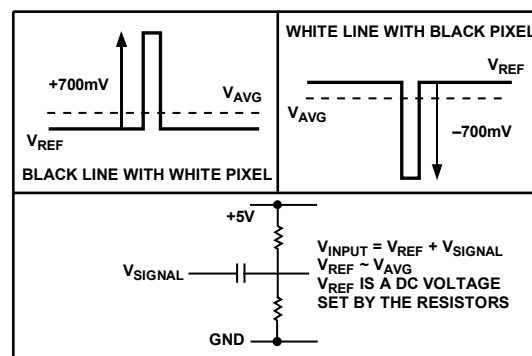 +700mV
V_AVG
V_REF
BLACK LINE WITH WHITE PIXEL
WHITE LINE WITH BLACK PIXEL
V_REF
V_AVG
–700mV
+5V
V_SIGNAL
GND
V_INPUT = V_REF + V_SIGNAL
V_REF ~ V_AVG
V_REF IS A DC VOLTAGE
SET BY THE RESISTORS